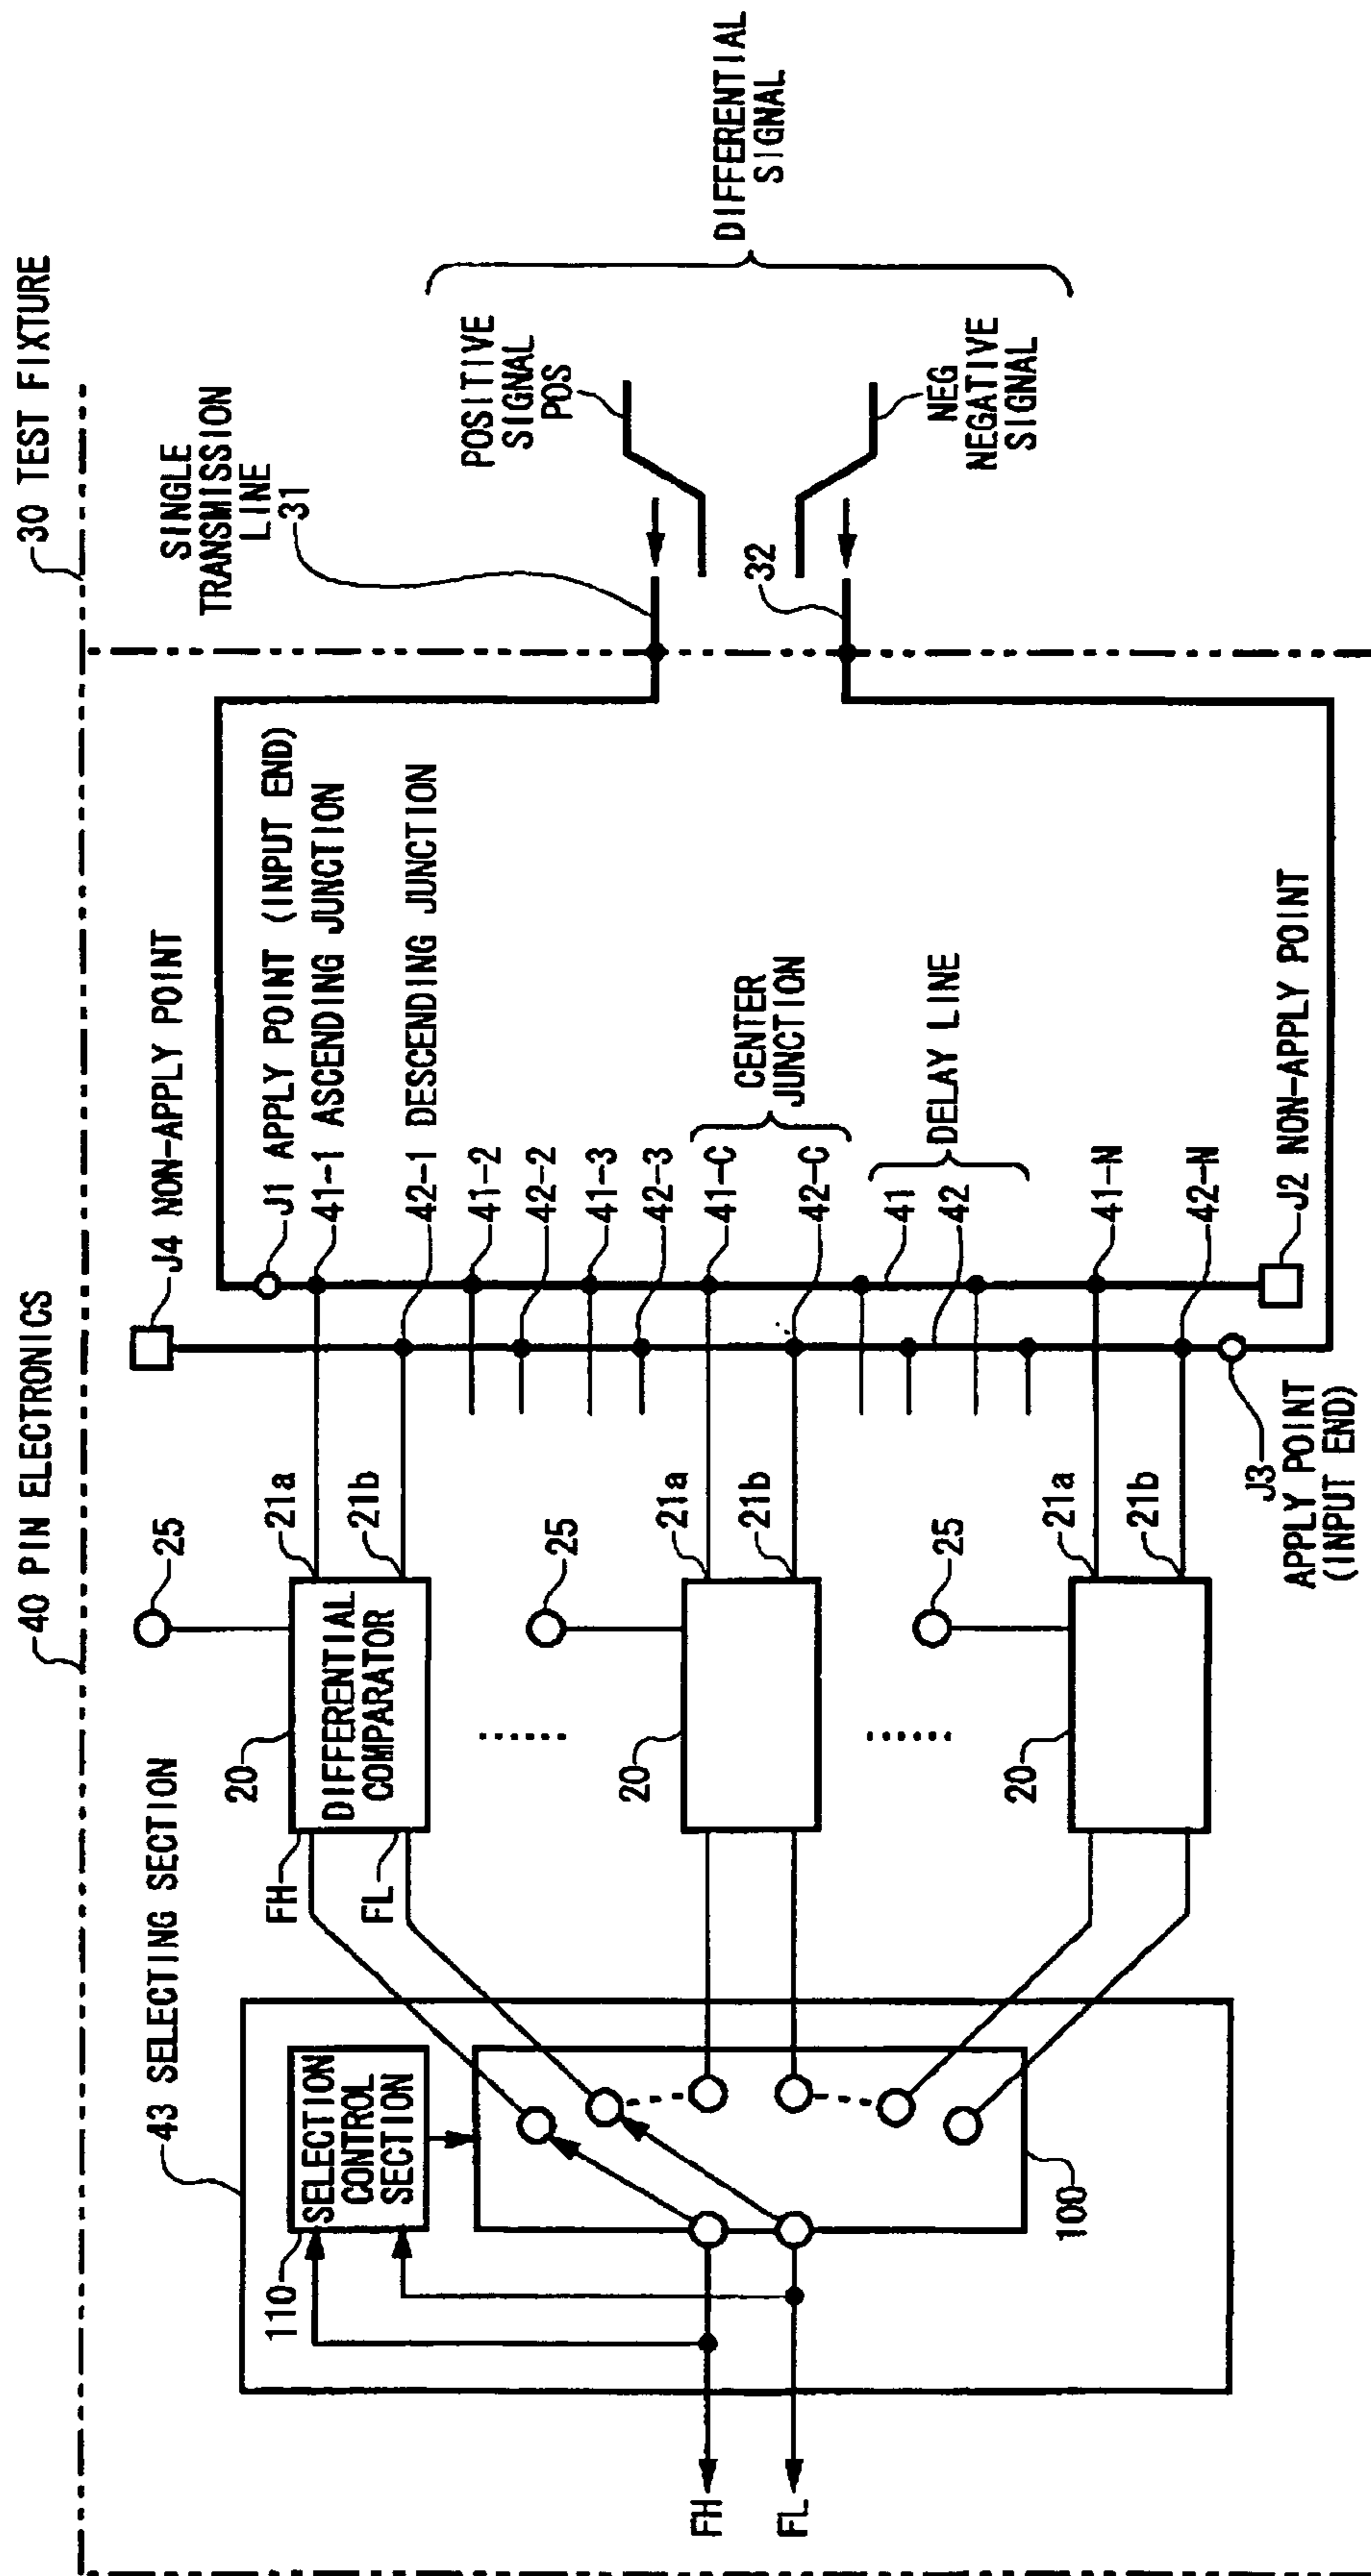 40 PIN ELECTRONICS
30 TEST FIXTURE
43 SELECTING SECTION
110
SELECTION
CONTROL
SECTION
100
FH
FL
FH
FL
20
DIFFERENTIAL
COMPARATOR
25
21a
21b
20
25
21a
21b
20
25
21a
21b
J4 NON-APPLY POINT
J1 APPLY POINT (INPUT END)
41-1 ASCENDING JUNCTION
42-1 DESCENDING JUNCTION
41-2
42-2
41-3
42-3
41-C
42-C
CENTER
JUNCTION
41
42
DELAY LINE
41-N
J2 NON-APPLY POINT
42-N
J3
APPLY POINT
(INPUT END)
SINGLE
TRANSMISSION
LINE
31
32
POSITIVE
SIGNAL
POS
NEG
NEGATIVE
SIGNAL
DIFFERENTIAL
SIGNAL